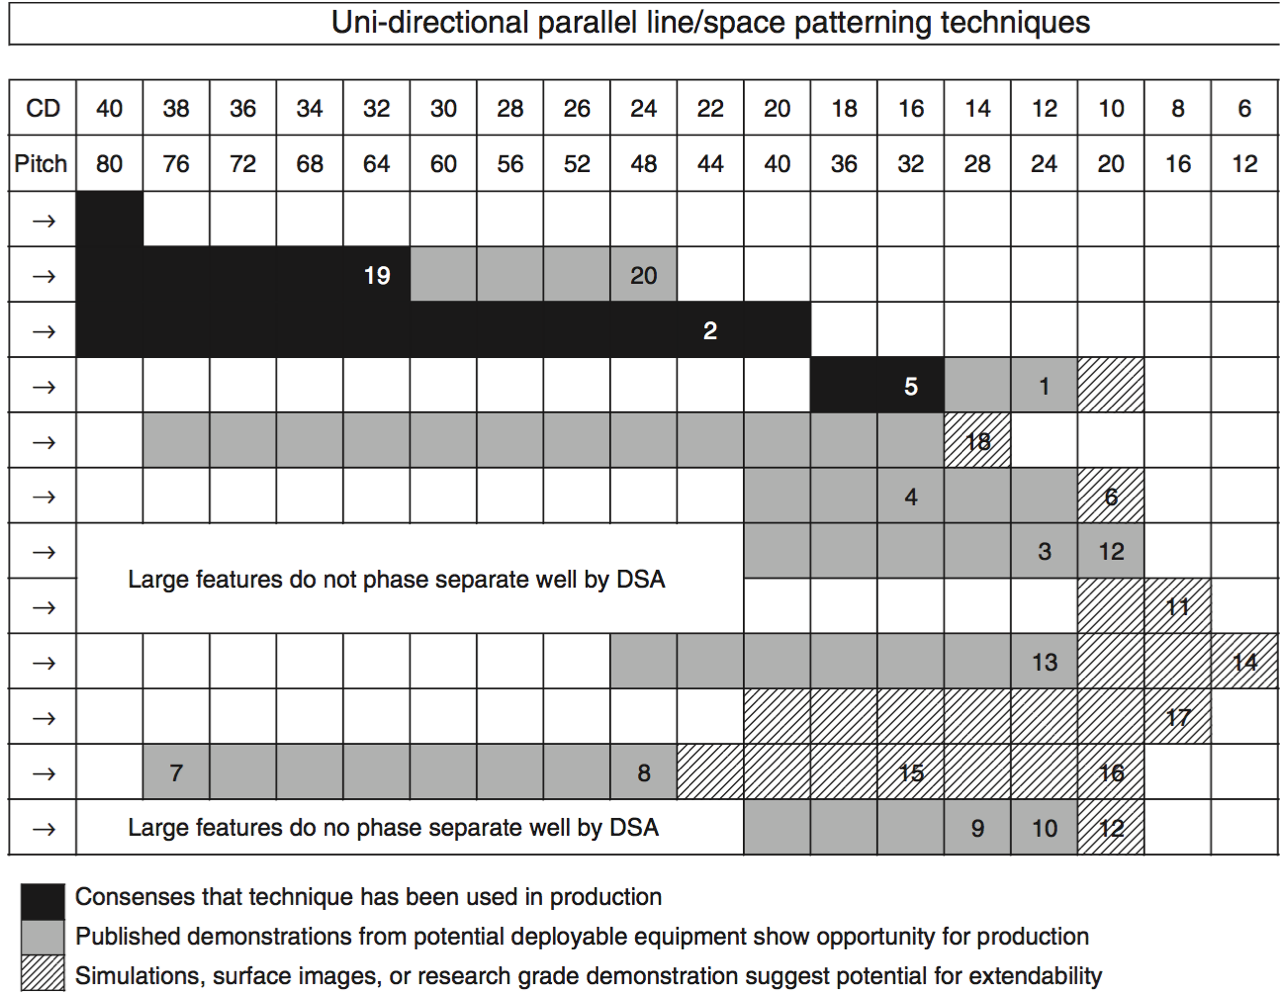 Uni-directional parallel line/space patterning techniques
CD 40 38 36 34 32 30 28 26 24 22 20 18 16 14 12 10 8 6
Pitch 80 76 72 68 64 60 56 52 48 44 40 36 32 28 24 20 16 12
→
→ 19 20
→ 2
→ 5 1
→ 18
→ 4 6
→ 3 12
Large features do not phase separate well by DSA
→ 11
→ 13 14
→ 17
→ 7 8 15 16
→ Large features do no phase separate well by DSA 9 10 12
Consenses that technique has been used in production
Published demonstrations from potential deployable equipment show opportunity for production
Simulations, surface images, or research grade demonstration suggest potential for extendability